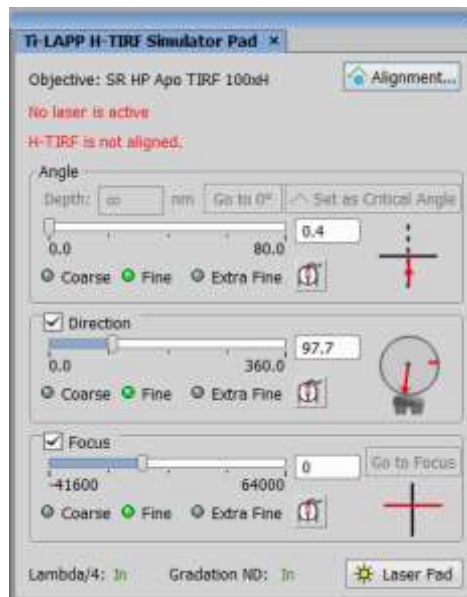 Ti-LAPP H-TIRF Simulator Pad ×
Objective: SR HP Apo TIRF 100xH Alignment...
No laser is active
H-TIRF is not aligned.
Angle
Depth: ∞ nm Go to 0° Set as Critical Angle
0.4
0.0 80.0
Coarse Fine Extra Fine
Direction
97.7
0.0 360.0
Coarse Fine Extra Fine
Focus
0 Go to Focus
-41600 64000
Coarse Fine Extra Fine
Lambda/4: In Gradation ND: In Laser Pad